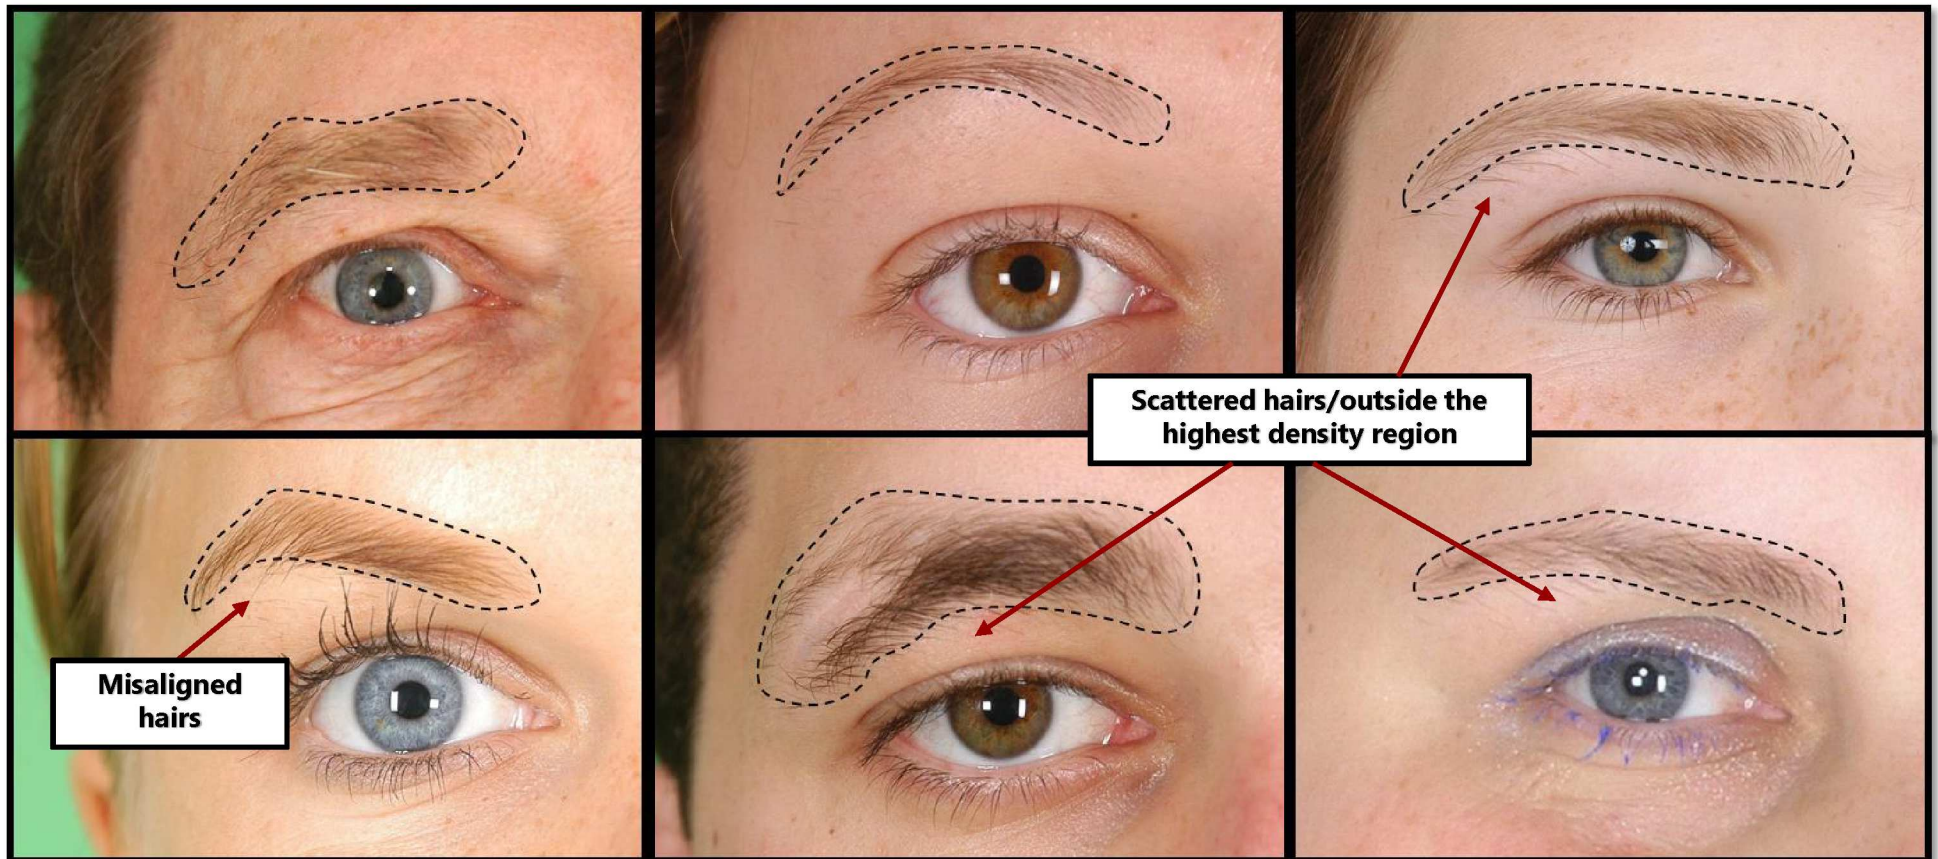 Scattered hairs/outside the
highest density region
Misaligned
hairs